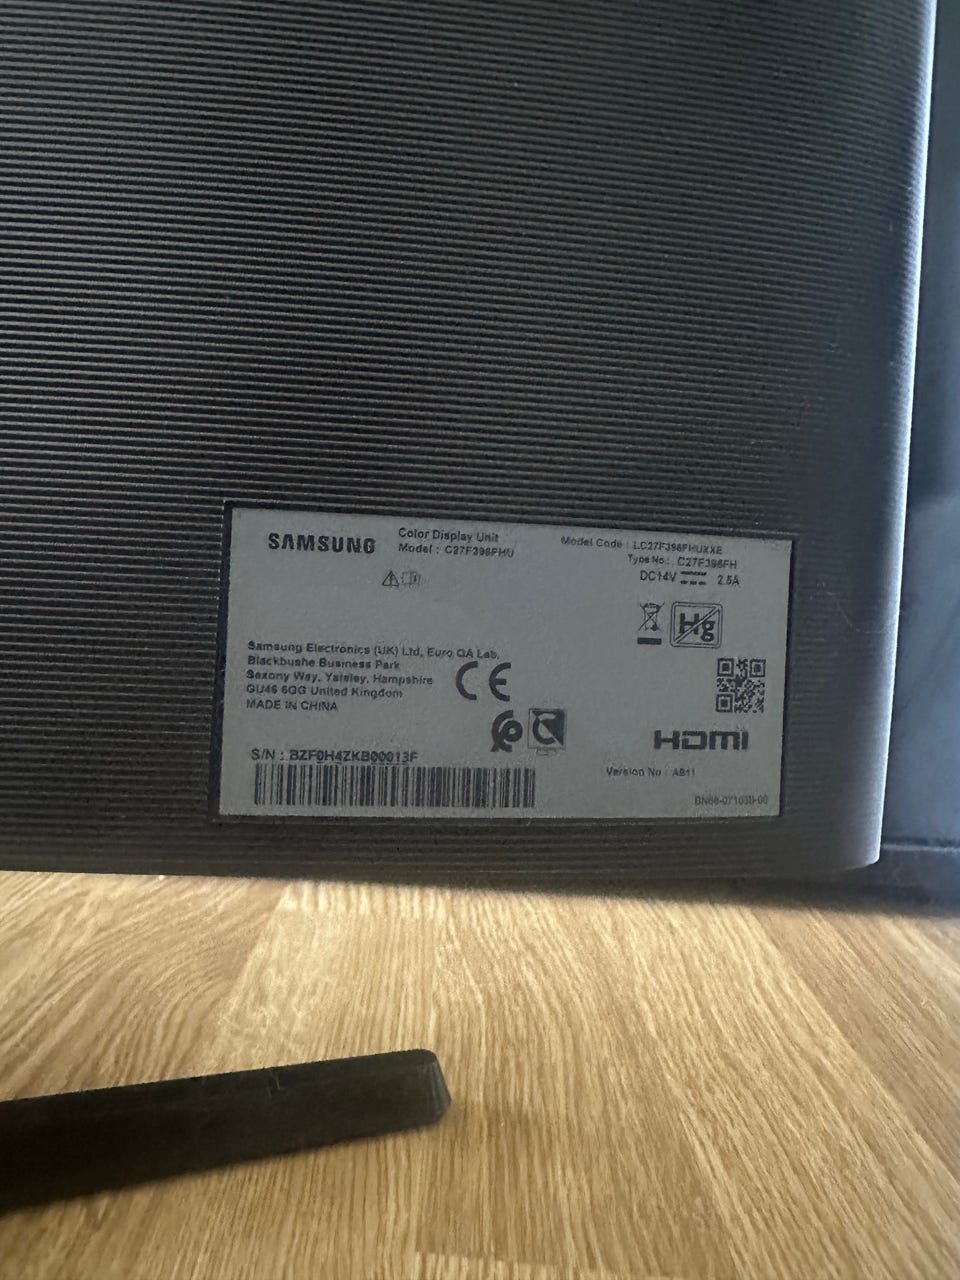 SAMSUNG
Color Display Unit
Model : C27F396FHU
Model Code : LC27F396FHUXXE
Type No : C27F396FH
DC14V 2.5A
Hg
Samsung Electronics (UK) Ltd, Euro QA Lab.
Blackbushe Business Park
Saxony Way, Yateley, Hampshire
GU46 6GG United Kingdom
MADE IN CHINA
CE
HDMI
S/N : BZF0H4ZKB00013F
Version No : AB11